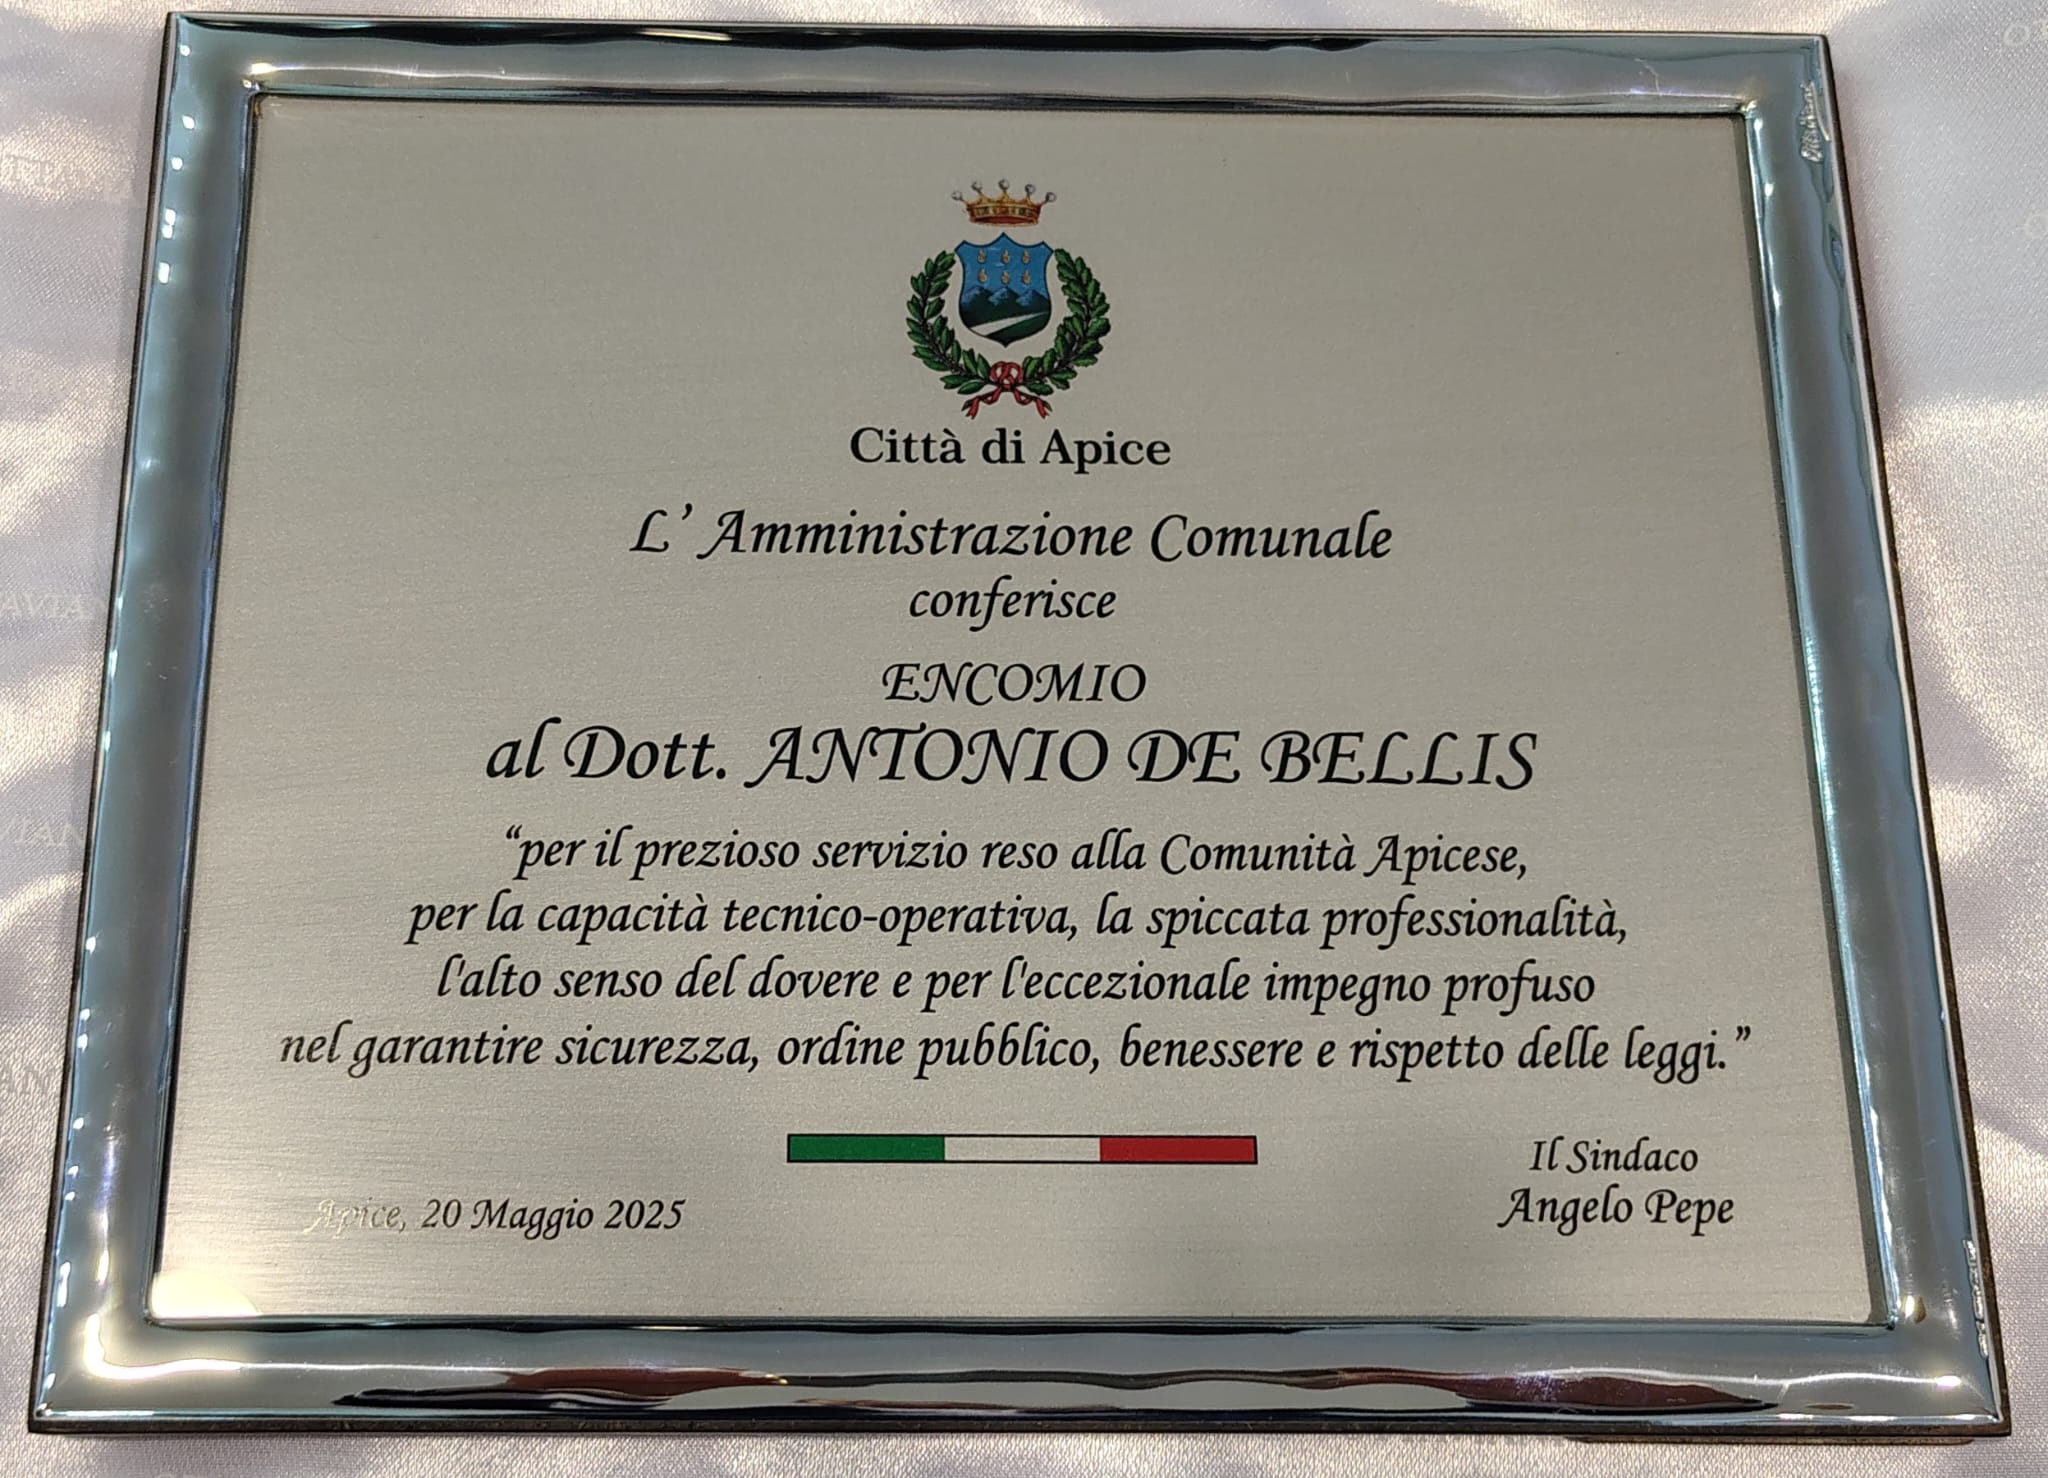 Città di Apice
L' Amministrazione Comunale
conferisce
ENCOMIO
al Dott. ANTONIO DE BELLIS
“per il prezioso servizio reso alla Comunità Apicese,
per la capacità tecnico-operativa, la spiccata professionalità,
l'alto senso del dovere e per l'eccezionale impegno profuso
nel garantire sicurezza, ordine pubblico, benessere e rispetto delle leggi.”
Apice, 20 Maggio 2025
Il Sindaco
Angelo Pepe